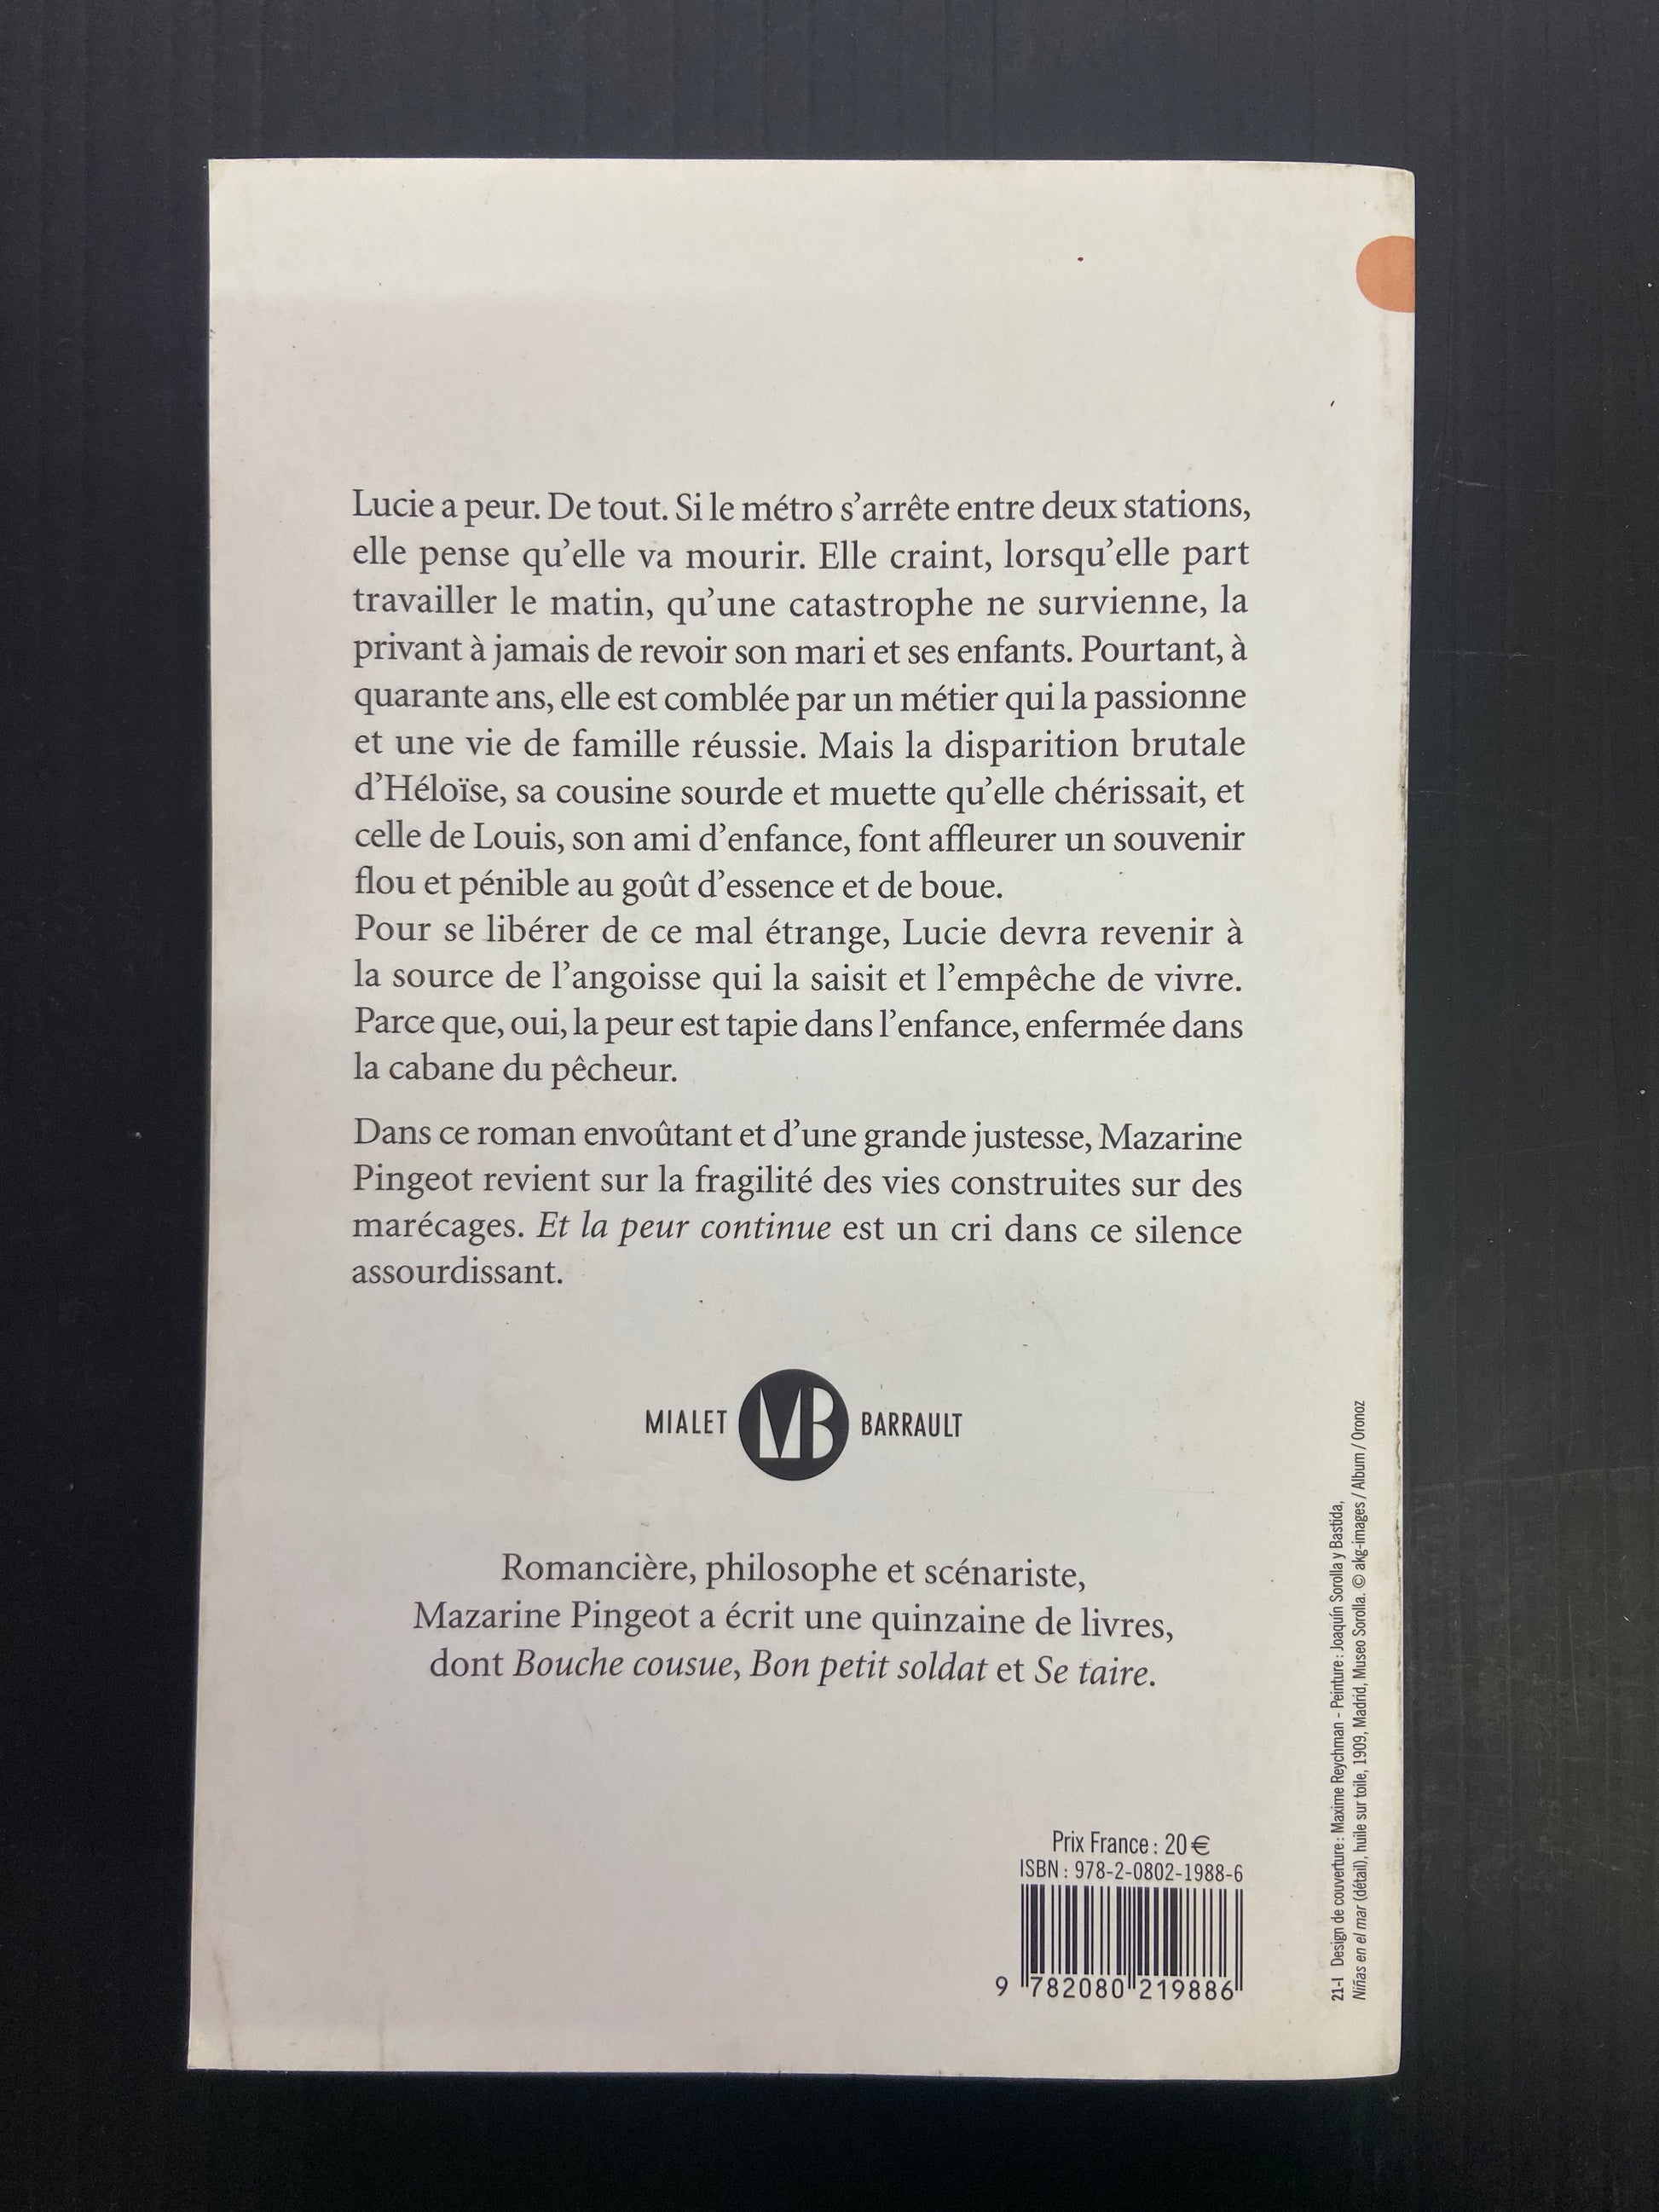 Lucie a peur. De tout. Si le métro s’arrête entre deux stations,
elle pense qu’elle va mourir. Elle craint, lorsqu’elle part
travailler le matin, qu’une catastrophe ne survienne, la
privant à jamais de revoir son mari et ses enfants. Pourtant, à
quarante ans, elle est comblée par un métier qui la passionne
et une vie de famille réussie. Mais la disparition brutale
d’Héloïse, sa cousine sourde et muette qu’elle chérissait, et
celle de Louis, son ami d’enfance, font affleurer un souvenir
flou et pénible au goût d’essence et de boue.
Pour se libérer de ce mal étrange, Lucie devra revenir à
la source de l’angoisse qui la saisit et l’empêche de vivre.
Parce que, oui, la peur est tapie dans l’enfance, enfermée dans
la cabane du pêcheur.
Dans ce roman envoûtant et d’une grande justesse, Mazarine
Pingeot revient sur la fragilité des vies construites sur des
marécages. Et la peur continue est un cri dans ce silence
assourdissant.
MIALET MB BARRAULT
Romancière, philosophe et scénariste,
Mazarine Pingeot a écrit une quinzaine de livres,
dont Bouche cousue, Bon petit soldat et Se taire.
Prix France : 20 €
ISBN : 978-2-0802-1988-6
9 782080 219886
21-I Design de couverture : Maxime Reychman - Peinture : Joaquín Sorolla y Bastida,
Niñas en el mar (détail), huile sur toile, 1909, Madrid, Museo Sorolla. © akg-images / Album / Oronoz